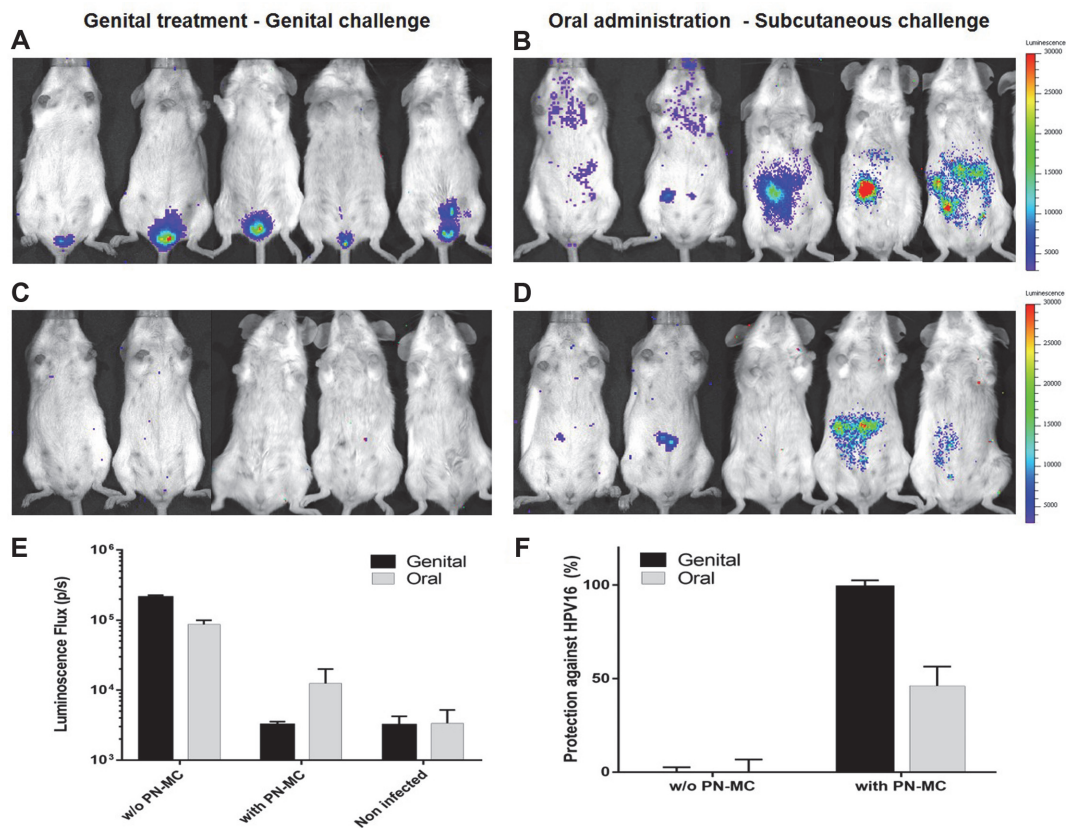 Genital treatment - Genital challenge
Oral administration - Subcutaneous challenge
A
B
Luminescence
30000
25000
20000
15000
10000
5000
C
D
Luminescence
30000
25000
20000
15000
10000
5000
E
Luminoscence Flux (p/s)
10⁶
10⁵
10⁴
10³
Genital
Oral
w/o PN-MC
with PN-MC
Non infected
F
Protection against HPV16 (%)
100
50
0
Genital
Oral
w/o PN-MC
with PN-MC